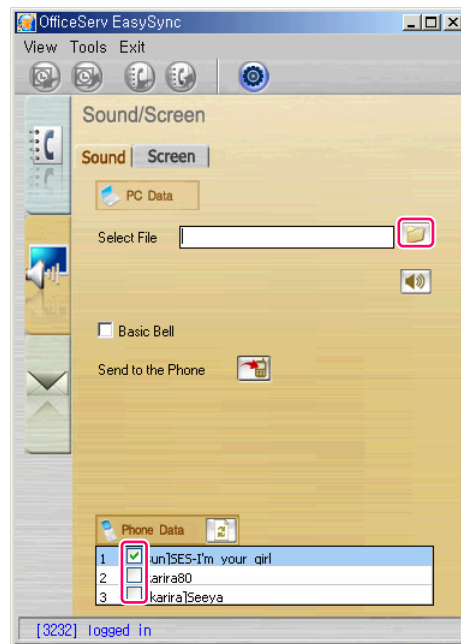 OfficeServ EasySync
View Tools Exit
Sound/Screen
Sound Screen
PC Data
Select File
Basic Bell
Send to the Phone
Phone Data
1 un]SES-I'm your girl
2 arira80
3 karira]Seeya
[3232] logged in